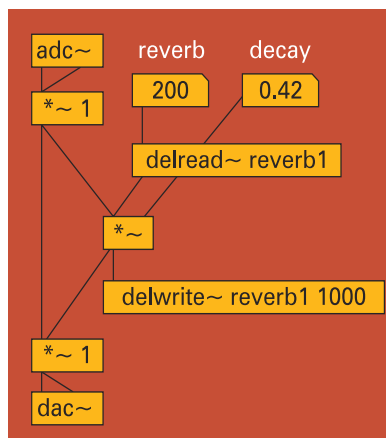 adc~ reverb decay
*~ 1 200 0.42
delread~ reverb1
*~
delwrite~ reverb1 1000
*~ 1
dac~